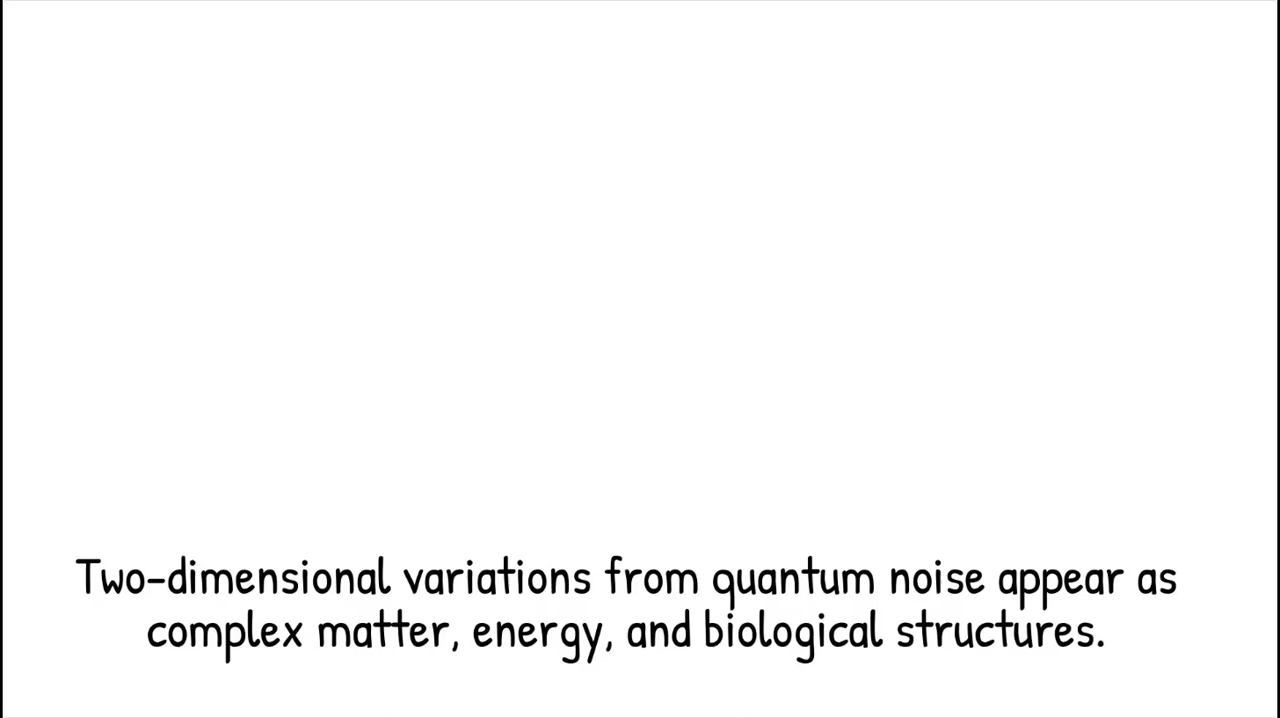 Two-dimensional variations from quantum noise appear as
complex matter, energy, and biological structures.